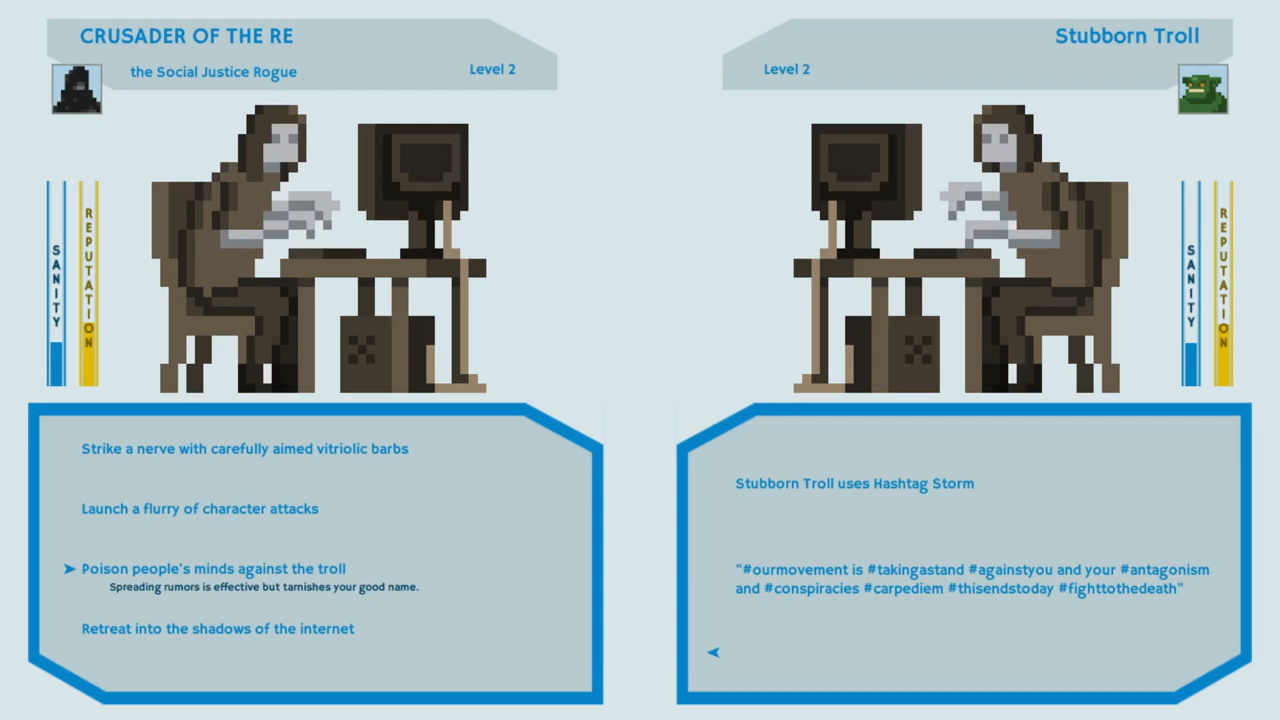 CRUSADER OF THE RE
the Social Justice Rogue
Level 2
Stubborn Troll
Level 2
SANITY
REPUTATION
SANITY
REPUTATION
Strike a nerve with carefully aimed vitriolic barbs
Launch a flurry of character attacks
Poison people's minds against the troll
Spreading rumors is effective but tarnishes your good name.
Retreat into the shadows of the internet
Stubborn Troll uses Hashtag Storm
"#ourmovement is #takingastand #againstyou and your #antagonism
and #conspiracies #carpediem #thisendstoday #fighttothedeath"